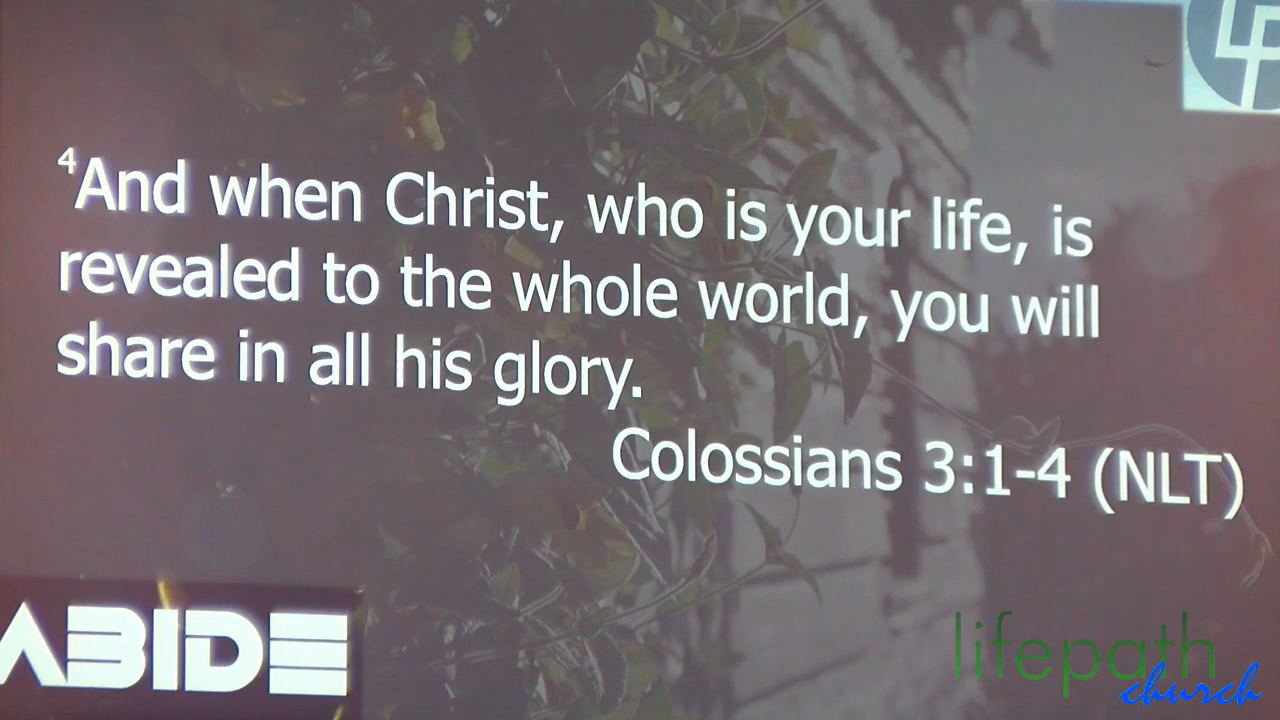 ⁴And when Christ, who is your life, is
revealed to the whole world, you will
share in all his glory.
Colossians 3:1-4 (NLT)
ABIDE
lifepath
church